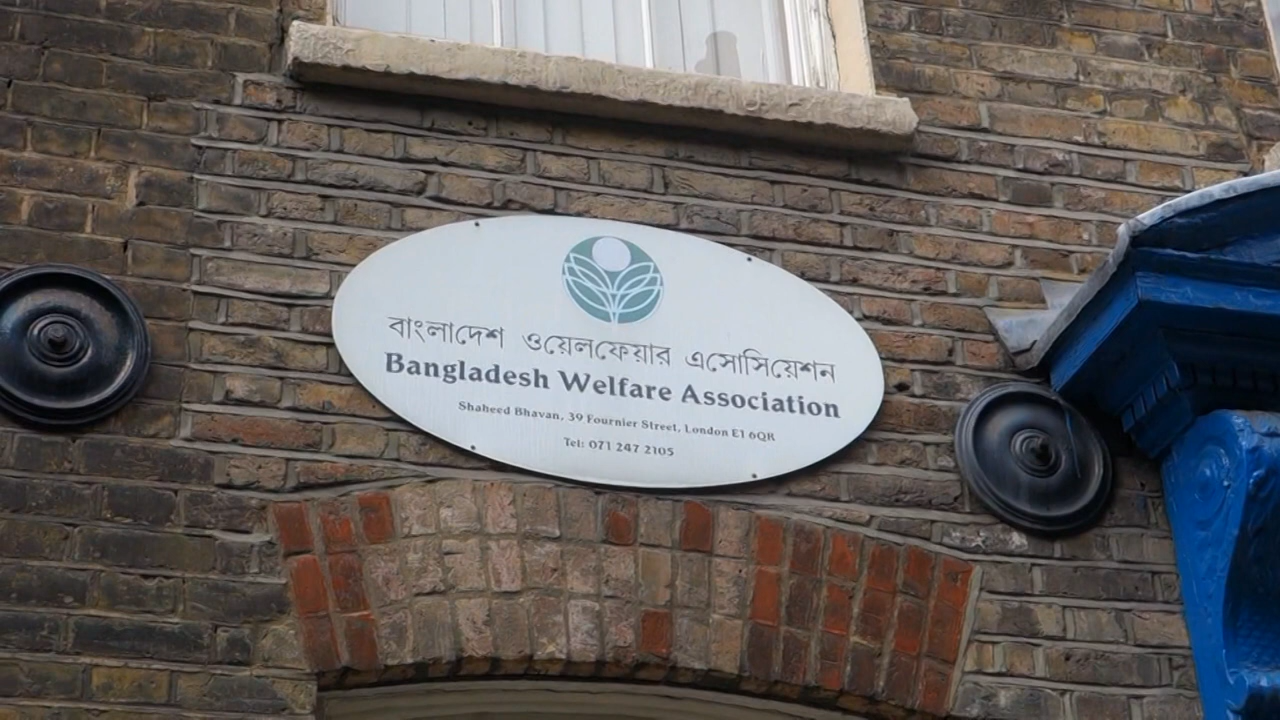 বাংলাদেশ ওয়েলফেয়ার এসোসিয়েশন
Bangladesh Welfare Association
Shaheed Bhavan, 39 Fournier Street, London E1 6QR
Tel: 071 247 2105